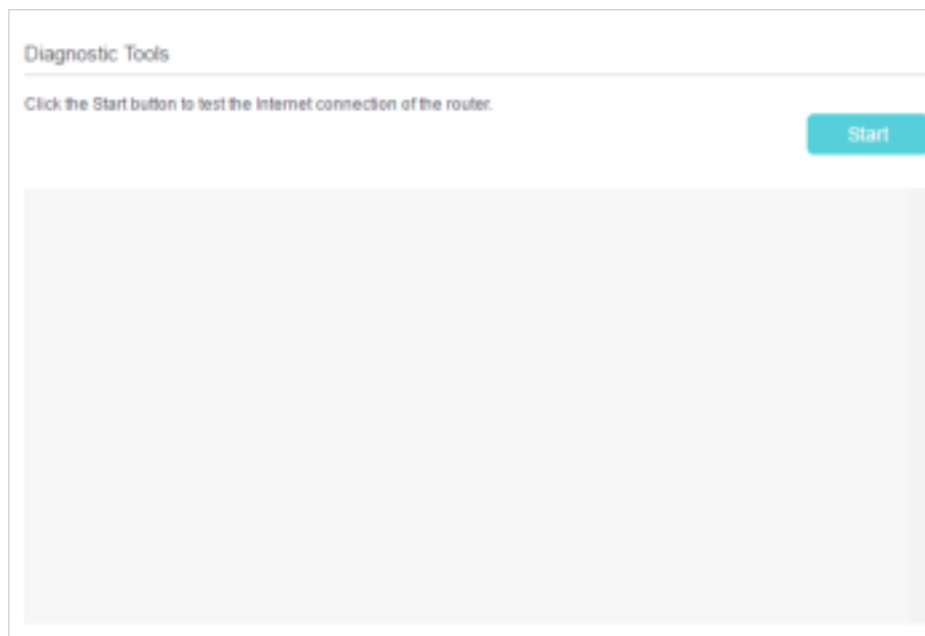 Diagnostic Tools
Click the Start button to test the Internet connection of the router.
Start